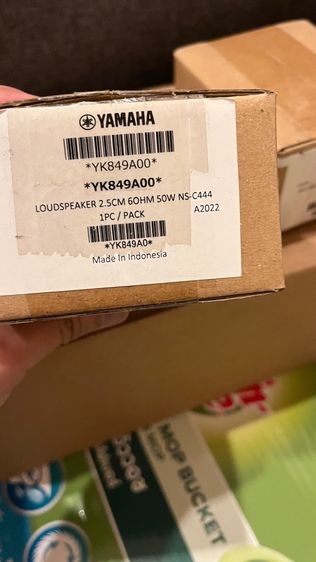 YAMAHA
*YK849A00*
*YK849A00*
LOUDSPEAKER 2.5CM 6OHM 50W NS-C444
1PC / PACK
A2022
*YK849A0*
Made In Indonesia
MOP BUCKET